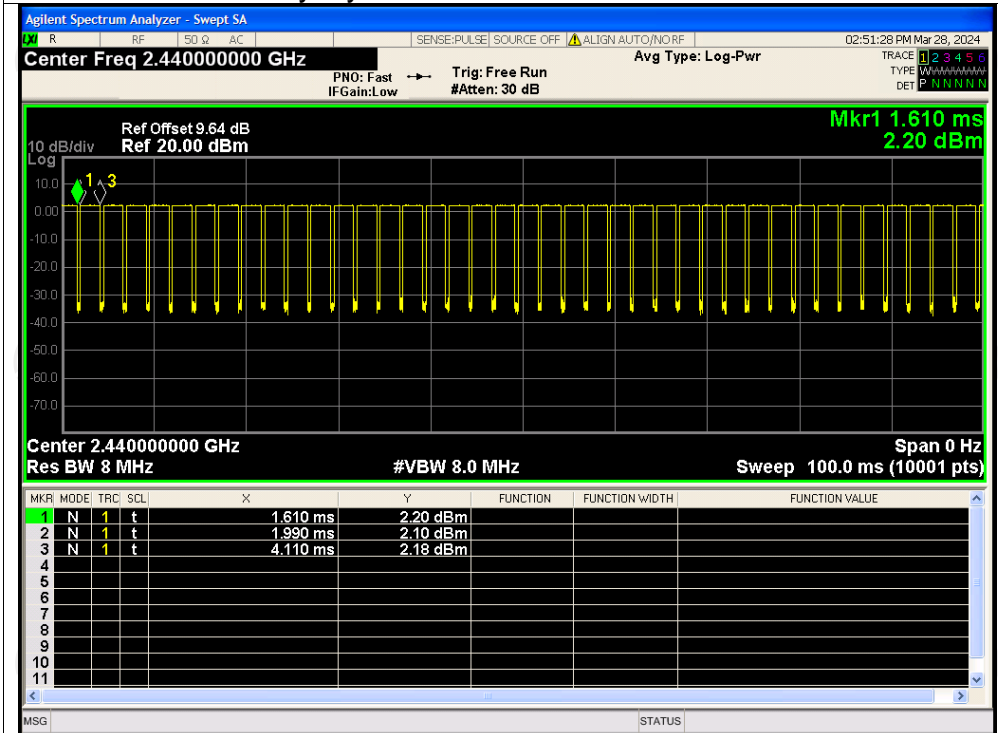 Agilent Spectrum Analyzer - Swept SA
LXI R RF 50 Ω AC SENSE:PULSE SOURCE OFF ALIGN AUTO/NO RF 02:51:28 PM Mar 28, 2024
Center Freq 2.440000000 GHz Avg Type: Log-Pwr TRACE 1 2 3 4 5 6
PNO: Fast Trig: Free Run TYPE W
IFGain:Low #Atten: 30 dB DET P N N N N N
Mkr1 1.610 ms
Ref Offset 9.64 dB
10 dB/div Ref 20.00 dBm 2.20 dBm
Log
10.0
1 3
0.00
-10.0
-20.0
-30.0
-40.0
-50.0
-60.0
-70.0
Center 2.440000000 GHz Span 0 Hz
Res BW 8 MHz #VBW 8.0 MHz Sweep 100.0 ms (10001 pts)
MKR MODE TRC SCL X Y FUNCTION FUNCTION WIDTH FUNCTION VALUE
1 N 1 t 1.610 ms 2.20 dBm
2 N 1 t 1.990 ms 2.10 dBm
3 N 1 t 4.110 ms 2.18 dBm
4
5
6
7
8
9
10
11
MSG STATUS